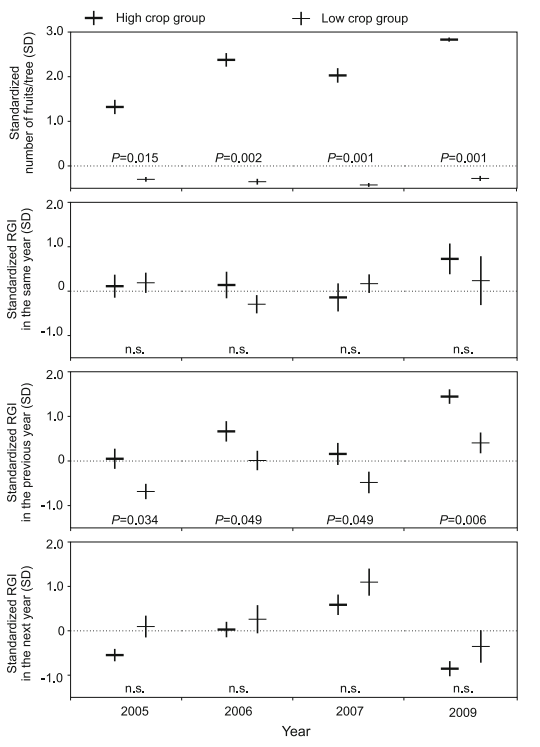 High crop group Low crop group
Standardized
number of fruits/tree (SD)
3.0
2.0
1.0
0
P=0.015 P=0.002 P=0.001 P=0.001
Standardized RGI
in the same year (SD)
2.0
1.0
0
-1.0
n.s. n.s. n.s. n.s.
Standardized RGI
in the previous year (SD)
2.0
1.0
0
-1.0
P=0.034 P=0.049 P=0.049 P=0.006
Standardized RGI
in the next year (SD)
2.0
1.0
0
-1.0
n.s. n.s. n.s. n.s.
2005 2006 2007 2009
Year